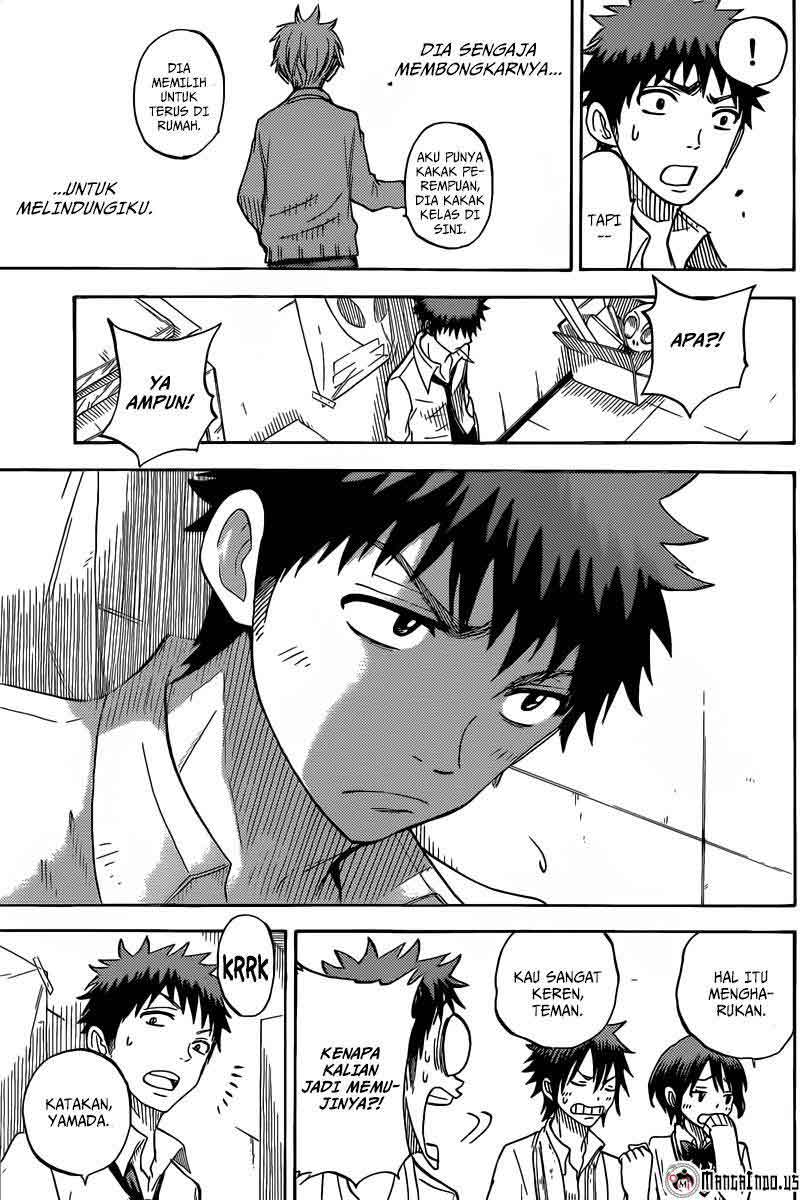 !
TAPI
--
DIA SENGAJA
MEMBONGKARNYA...
AKU PUNYA
KAKAK PE-
REMPUAN,
DIA KAKAK
KELAS DI
SINI.
DIA
MEMILIH
UNTUK
TERUS DI
RUMAH.
...UNTUK
MELINDUNGIKU.
APA?!
YA
AMPUN!
HAL ITU
MENGHA-
RUKAN.
KAU SANGAT
KEREN,
TEMAN.
KENAPA
KALIAN
JADI MEMU-
JINYA?!
KRRK
KATAKAN,
YAMADA.
MANGAINDO.US